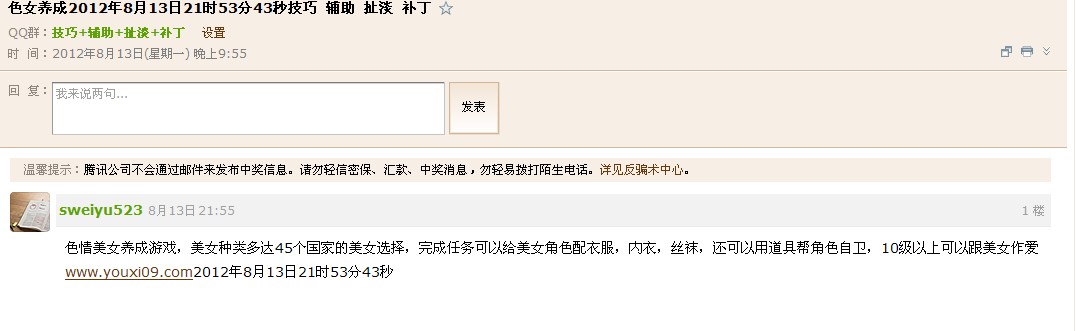 色女养成2012年8月13日21时53分43秒技巧 辅助 扯淡 补丁 ☆
QQ群：技巧+辅助+扯淡+补丁 设置
时 间：2012年8月13日(星期一) 晚上9:55
回 复：我来说两句... 发表
温馨提示：腾讯公司不会通过邮件来发布中奖信息。请勿轻信密保、汇款、中奖消息，勿轻易拨打陌生电话。详见反骗术中心。
sweiyu523 8月13日 21:55 1 楼
色情美女养成游戏，美女种类多达45个国家的美女选择，完成任务可以给美女角色配衣服，内衣，丝袜，还可以用道具帮角色自卫，10级以上可以跟美女作爱
www.youxi09.com2012年8月13日21时53分43秒